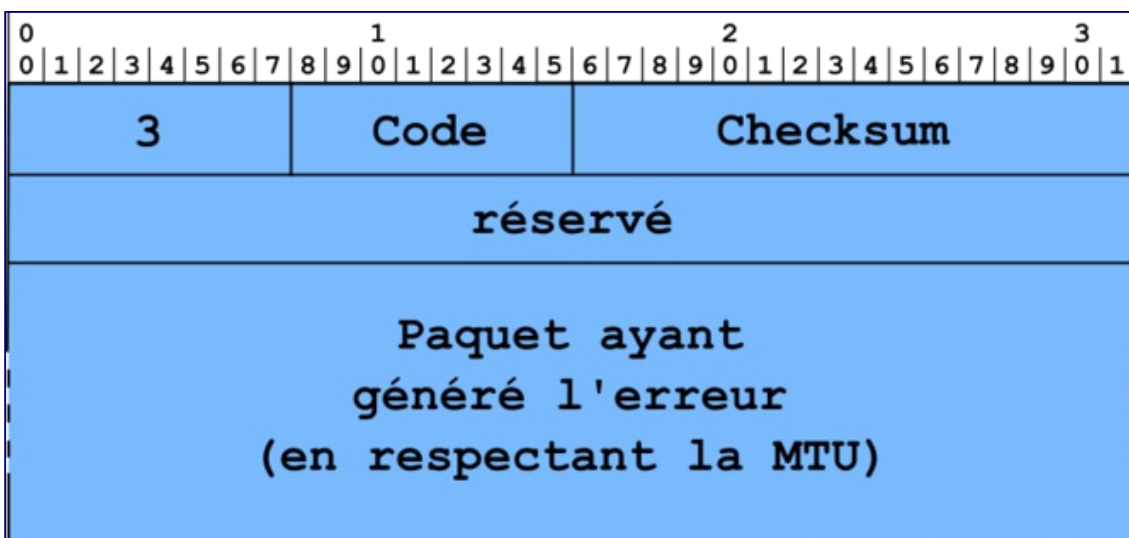 0 1 2 3
0|1|2|3|4|5|6|7|8|9|0|1|2|3|4|5|6|7|8|9|0|1|2|3|4|5|6|7|8|9|0|1
3 Code Checksum
réservé
Paquet ayant
généré l'erreur
(en respectant la MTU)